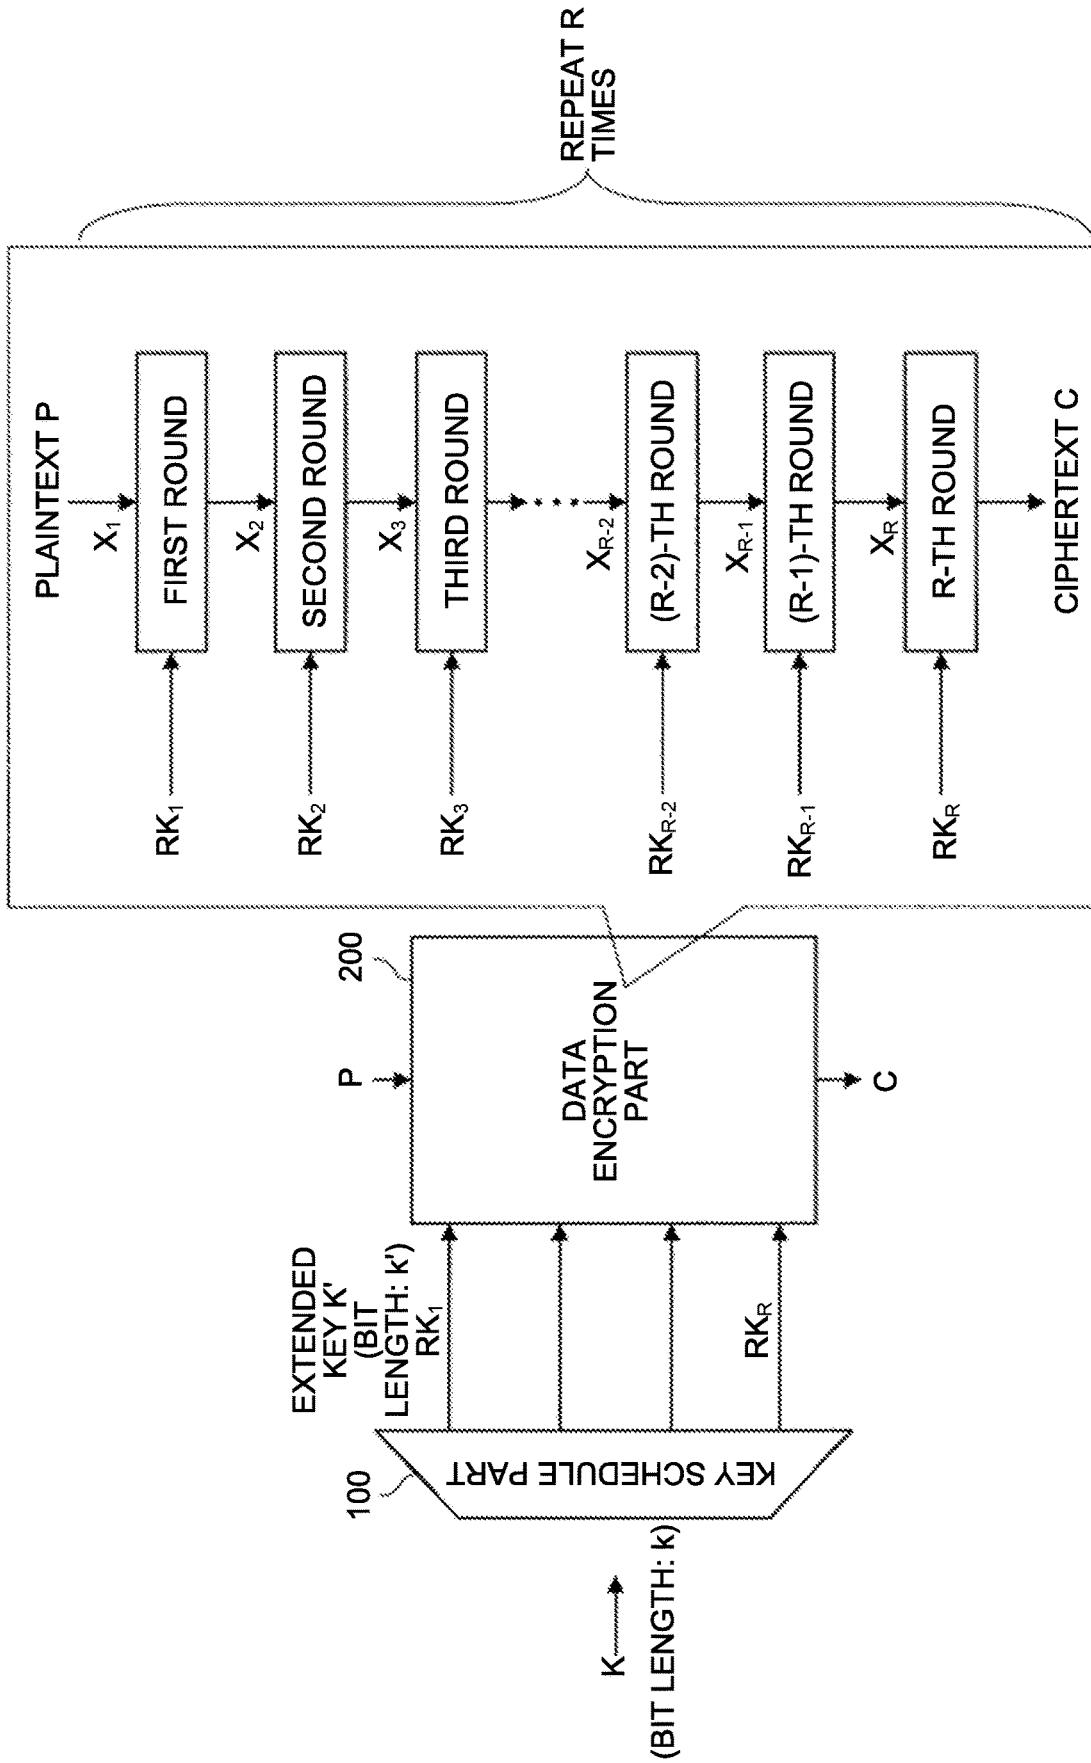 K
(BIT LENGTH: k)
100
KEY SCHEDULE PART
EXTENDED
KEY K'
(BIT
LENGTH: k')
RK1
RKR
P
200
DATA
ENCRYPTION
PART
C
PLAINTEXT P
X1
RK1
FIRST ROUND
X2
RK2
SECOND ROUND
X3
RK3
THIRD ROUND
XR-2
RKR-2
(R-2)-TH ROUND
XR-1
RKR-1
(R-1)-TH ROUND
XR
RKR
R-TH ROUND
CIPHERTEXT C
REPEAT R
TIMES